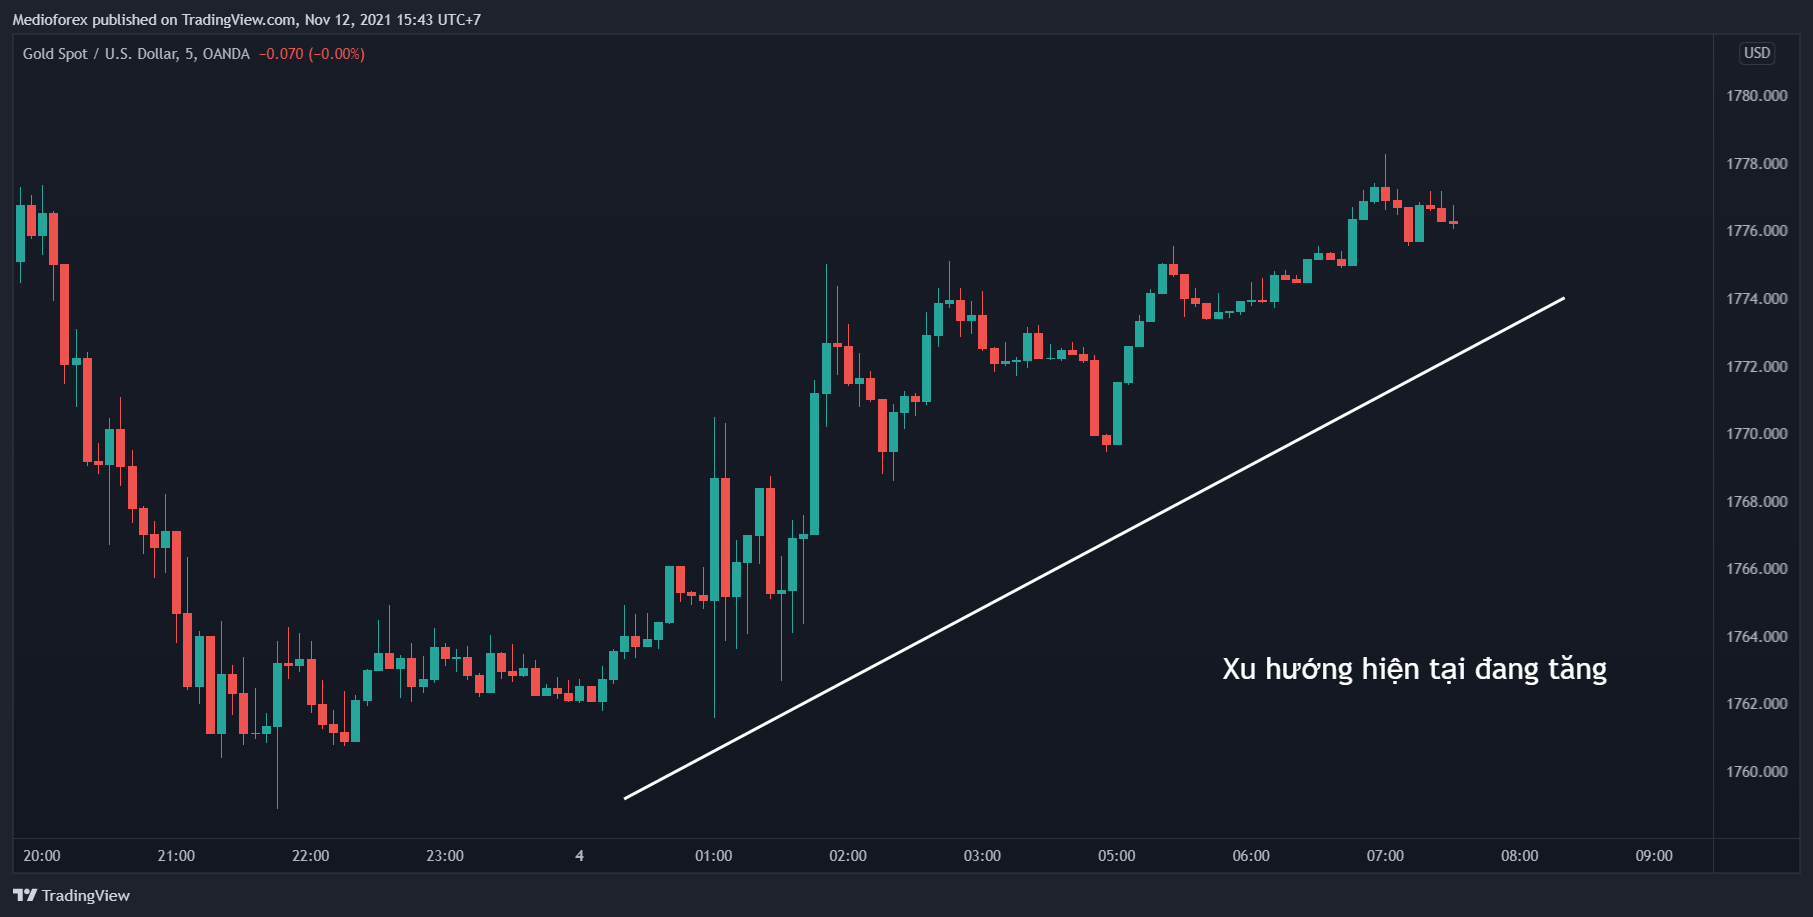 Medioforex published on TradingView.com, Nov 12, 2021 15:43 UTC+7
Gold Spot / U.S. Dollar, 5, OANDA −0.070 (−0.00%)
USD
1780.000
1778.000
1776.000
1774.000
1772.000
1770.000
1768.000
1766.000
1764.000
Xu hướng hiện tại đang tăng
1762.000
1760.000
20:00 21:00 22:00 23:00 4 01:00 02:00 03:00 05:00 06:00 07:00 08:00 09:00
TradingView